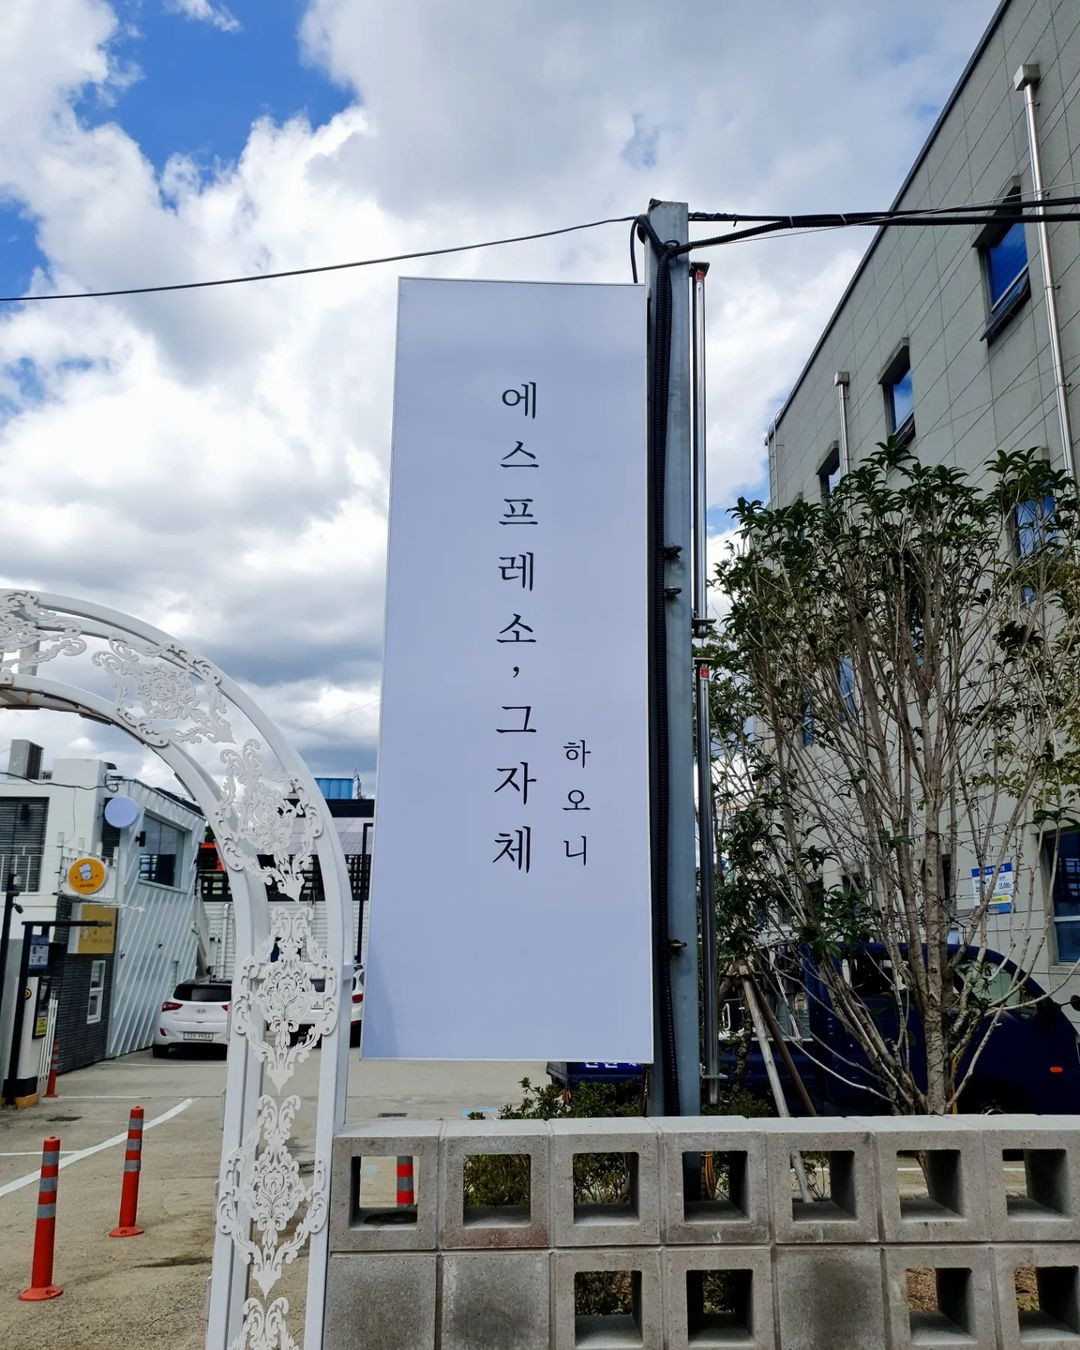 에스프레소, 그 자체
하오니